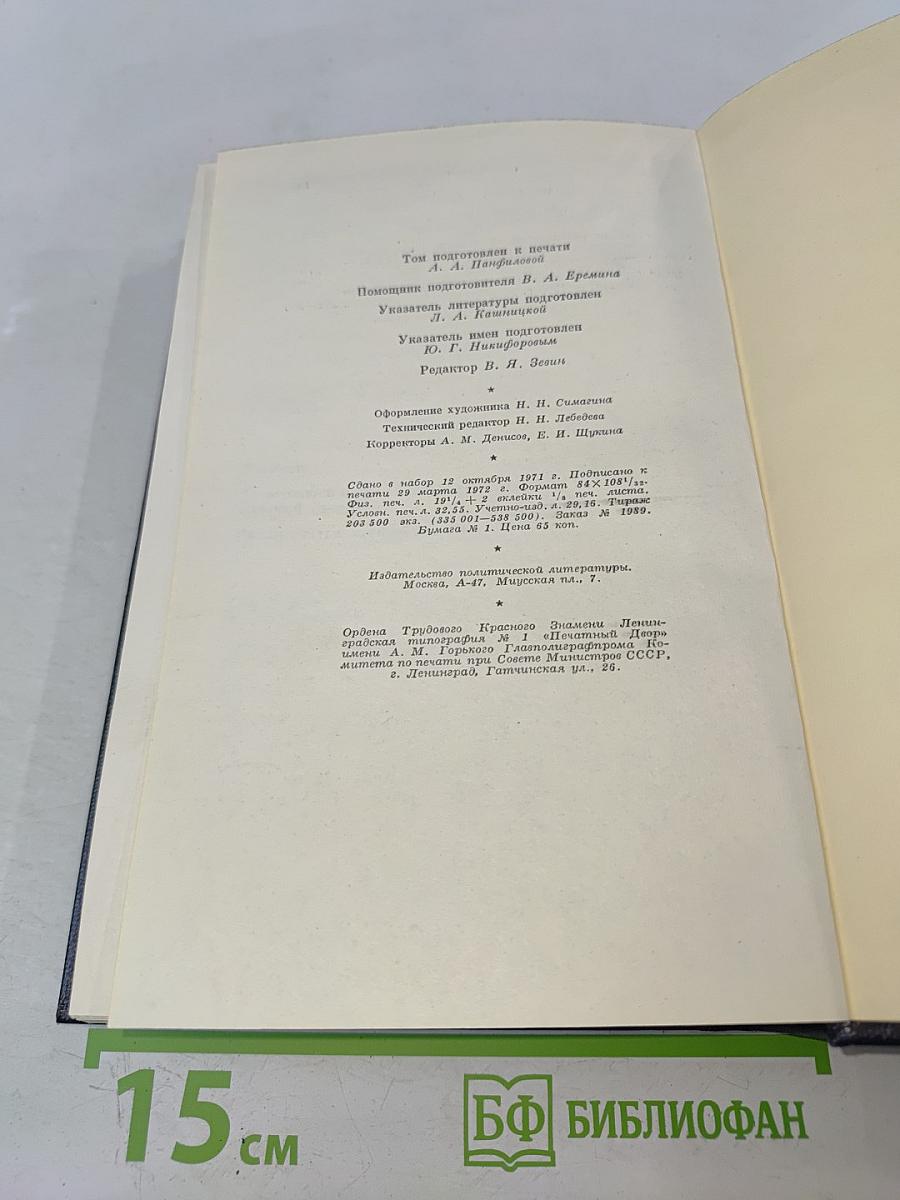 Том подготовлен к печати
А. А. Панфиловой
Помощник подготовителя В. А. Еремина
Указатель литературы подготовлен
Л. А. Кашницкой
Указатель имен подготовлен
Ю. Г. Никифоровым
Редактор В. Я. Зевин
★
Оформление художника Н. Н. Симагина
Технический редактор Н. Н. Лебедева
Корректоры А. М. Денисов, Е. И. Щукина
★
Сдано в набор 12 октября 1971 г. Подписано к
печати 29 марта 1972 г. Формат 84×108¹/₃₂.
Физ. печ. л. 19¹/₄ + 2 вклейки ¹/₈ печ. листа.
Условн. печ. л. 32,55. Учетно-изд. л. 29,16. Тираж
203 500 экз. (335 001—538 500). Заказ № 1989.
Бумага № 1. Цена 65 коп.
★
Издательство политической литературы.
Москва, А-47, Миусская пл., 7.
★
Ордена Трудового Красного Знамени Ленин-
градская типография № 1 «Печатный Двор»
имени А. М. Горького Главполиграфпрома Ко-
митета по печати при Совете Министров СССР,
г. Ленинград, Гатчинская ул., 26.
15 см
БФ БИБЛИОФАН